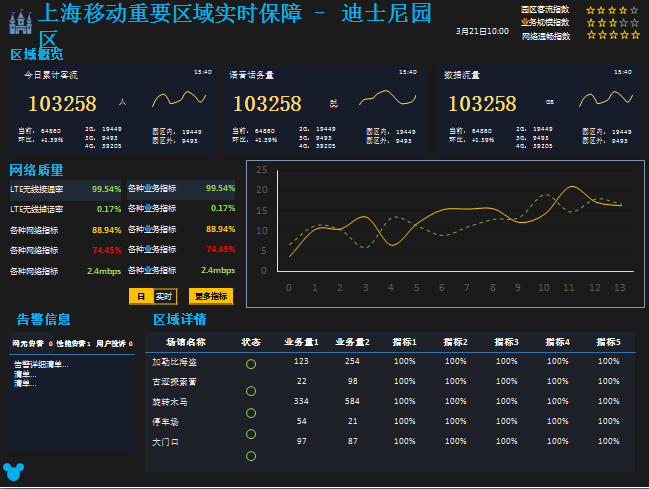 上海移动重要区域实时保障 - 迪士尼园
区
3月21日10:00
园区客流指数
业务规模指数
网络通畅指数
区域概览
今日累计客流 15:40
103258 人
当前, 64860
环比, +1.39%
2G, 19449
3G, 9493
4G, 39205
园区内, 19449
园区外, 9493
语音话务量 15:40
103258
当前, 64860
环比, +1.39%
2G, 19449
3G, 9493
4G, 39205
园区内, 19449
园区外, 9493
数据流量 15:40
103258 GB
当前, 64860
环比, +1.39%
2G, 19449
3G, 9493
4G, 39205
园区内, 19449
园区外, 9493
网络质量
LTE无线接通率 99.54% 各种业务指标 99.54%
LTE无线掉话率 0.17% 各种业务指标 0.17%
各种网络指标 88.94% 各种业务指标 88.94%
各种网络指标 74.45% 各种业务指标 74.45%
各种网络指标 2.4mbps 各种业务指标 2.4mbps
日 实时 更多指标
25
20
15
10
5
0
0 1 2 3 4 5 6 7 8 9 10 11 12 13
告警信息
网元告警 0 性能告警 1 用户投诉 0
告警详细清单...
清单...
清单...
区域详情
场馆名称 状态 业务量1 业务量2 指标1 指标2 指标3 指标4 指标5
加勒比海盗 123 254 100% 100% 100% 100% 100%
古迹探索营 22 98 100% 100% 100% 100% 100%
旋转木马 334 584 100% 100% 100% 100% 100%
停车场 54 21 100% 100% 100% 100% 100%
大门口 97 87 100% 100% 100% 100% 100%